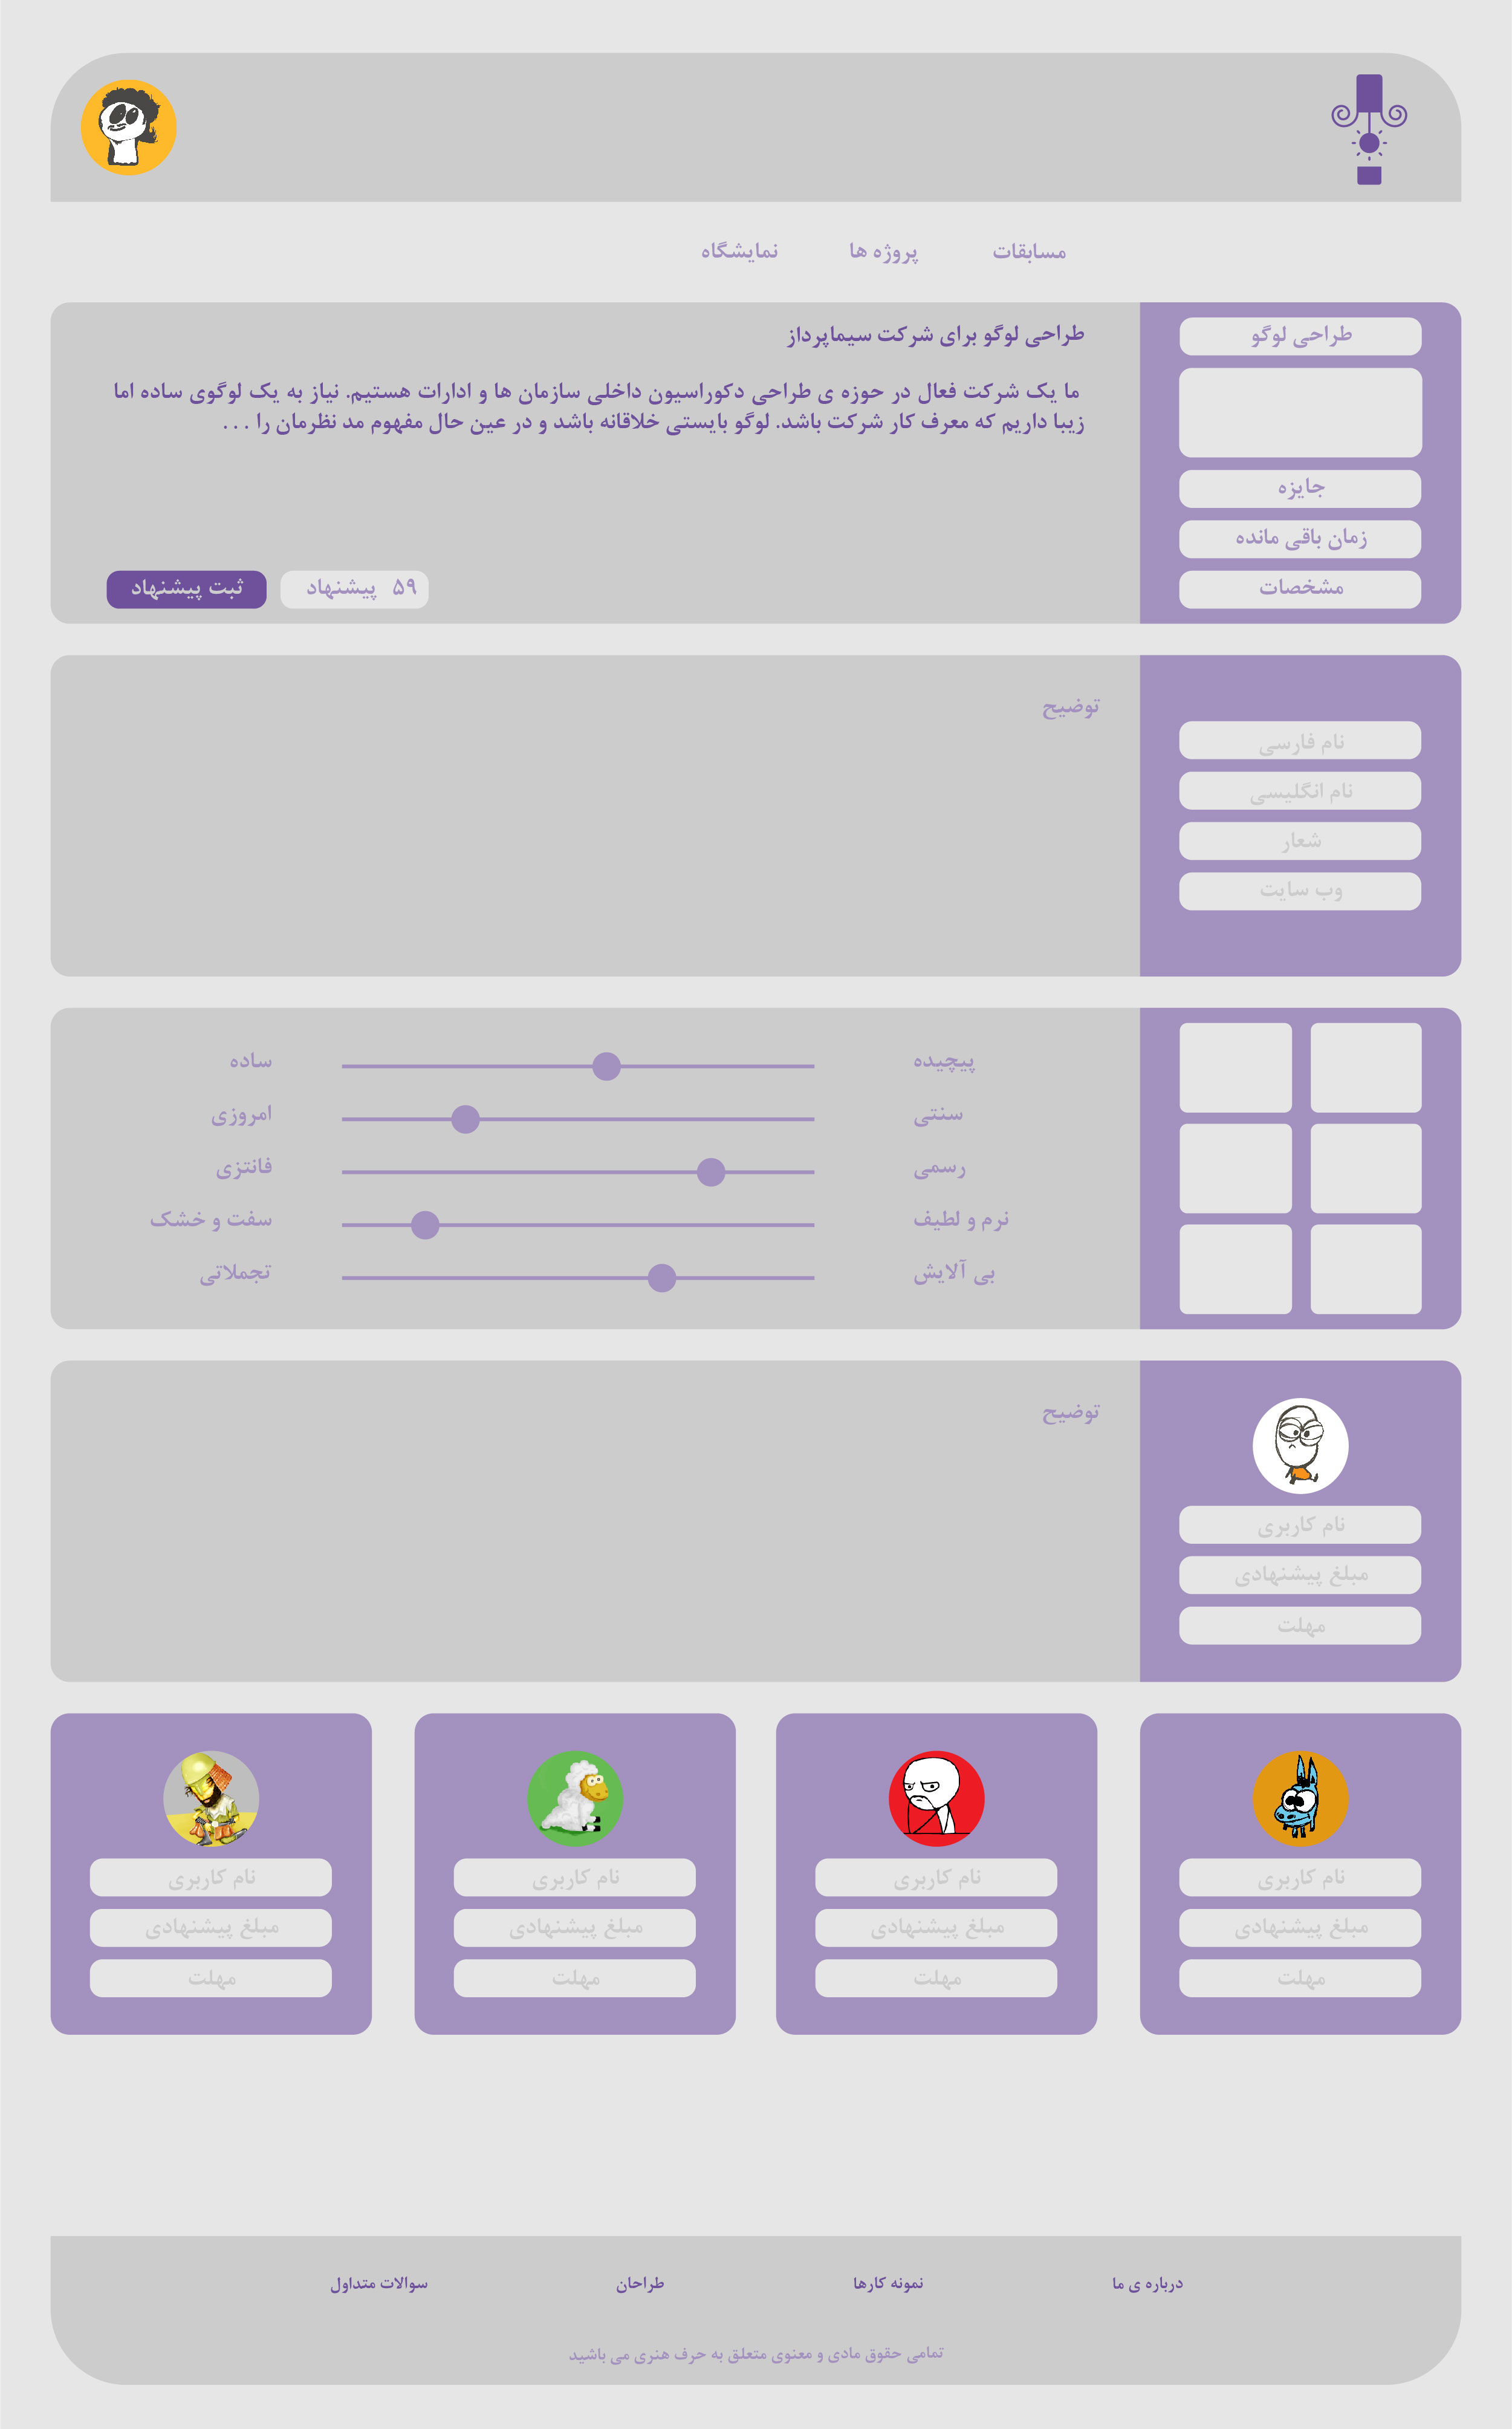 مسابقات
پروژه ها
نمایشگاه
طراحی لوگو
جایزه
زمان باقی مانده
مشخصات
طراحی لوگو برای شرکت سیماپرداز
ما یک شرکت فعال در حوزه ی طراحی دکوراسیون داخلی سازمان ها و ادارات هستیم. نیاز به یک لوگوی ساده اما
زیبا داریم که معرف کار شرکت باشد. لوگو بایستی خلاقانه باشد و در عین حال مفهوم مد نظرمان را ...
۵۹ پیشنهاد
ثبت پیشنهاد
نام فارسی
نام انگلیسی
شعار
وب سایت
توضیح
پیچیده
ساده
سنتی
امروزی
رسمی
فانتزی
نرم و لطیف
سفت و خشک
بی آلایش
تجملاتی
نام کاربری
مبلغ پیشنهادی
مهلت
توضیح
نام کاربری
مبلغ پیشنهادی
مهلت
نام کاربری
مبلغ پیشنهادی
مهلت
نام کاربری
مبلغ پیشنهادی
مهلت
نام کاربری
مبلغ پیشنهادی
مهلت
درباره ی ما
نمونه کارها
طراحان
سوالات متداول
تمامی حقوق مادی و معنوی متعلق به حرف هنری می باشید